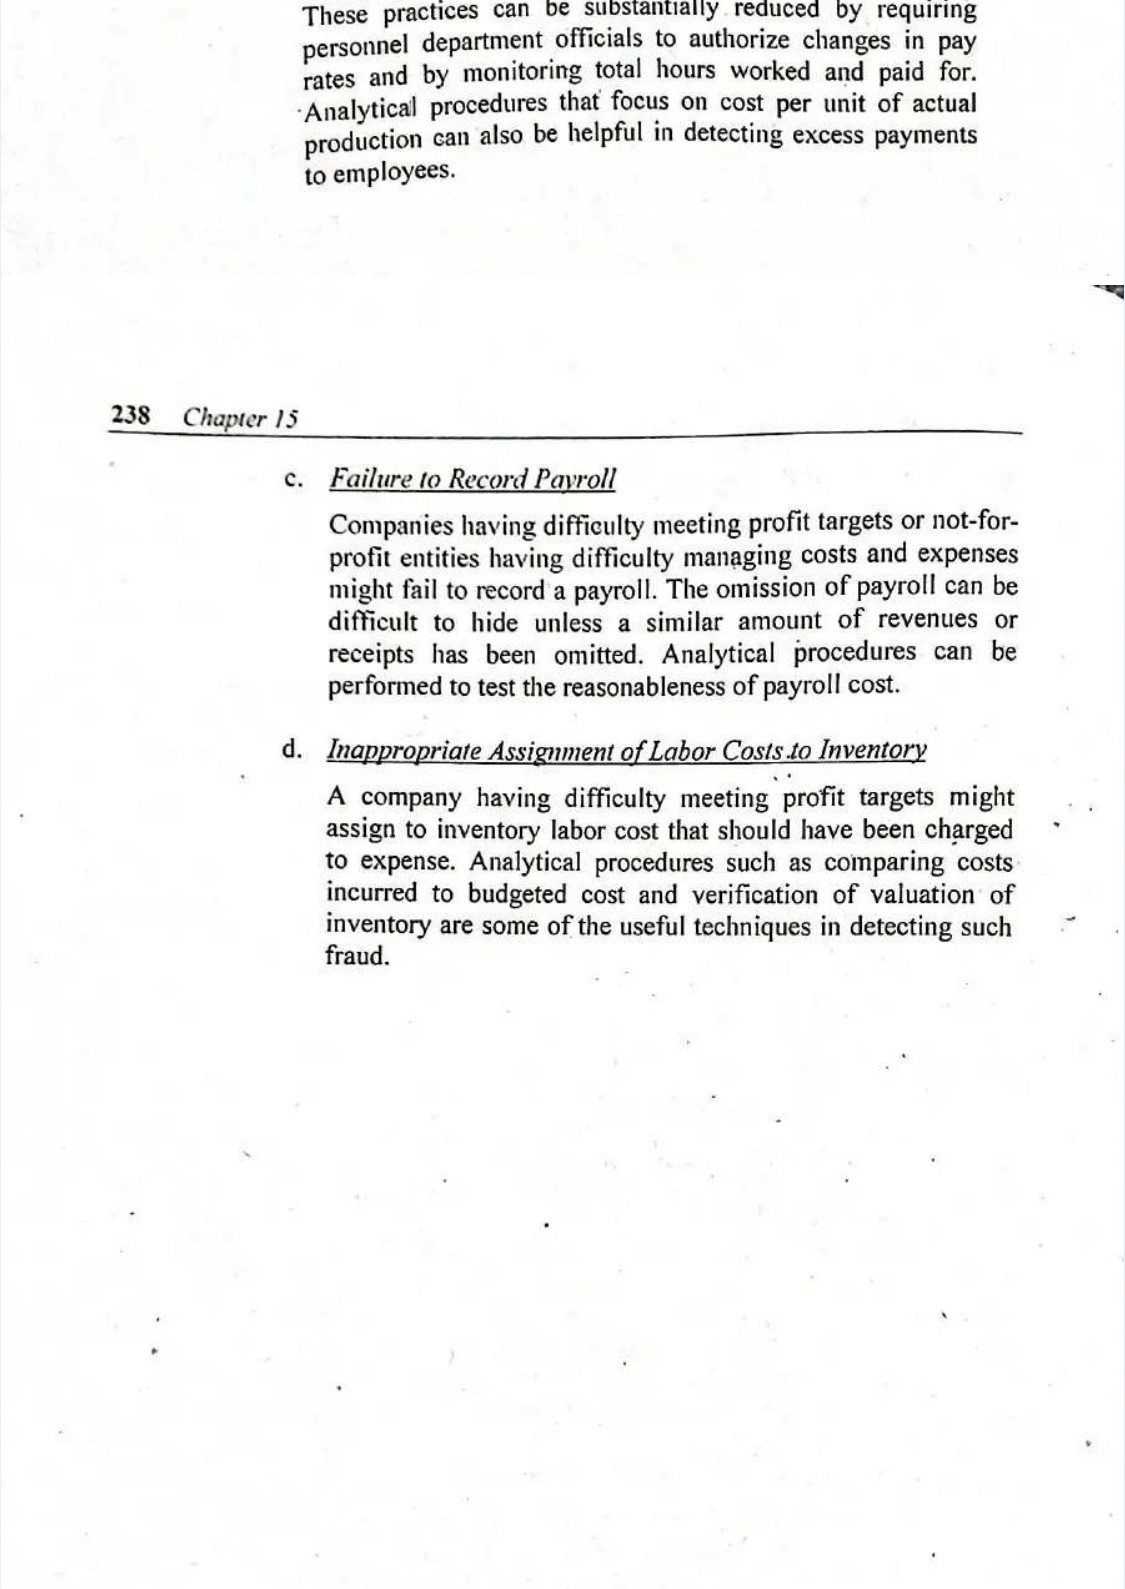 These practices can be substantially reduced by requiring
personnel department officials to authorize changes in pay
rates and by monitoring total hours worked and paid for.
Analytical procedures that focus on cost per unit of actual
production can also be helpful in detecting excess payments
to employees.
238 Chapter 15
c. Failure to Record Payroll
Companies having difficulty meeting profit targets or not-for-
profit entities having difficulty managing costs and expenses
might fail to record a payroll. The omission of payroll can be
difficult to hide unless a similar amount of revenues or
receipts has been omitted. Analytical procedures can be
performed to test the reasonableness of payroll cost.
d. Inappropriate Assignment of Labor Costs to Inventory
A company having difficulty meeting profit targets might
assign to inventory labor cost that should have been charged
to expense. Analytical procedures such as comparing costs
incurred to budgeted cost and verification of valuation of
inventory are some of the useful techniques in detecting such
fraud.